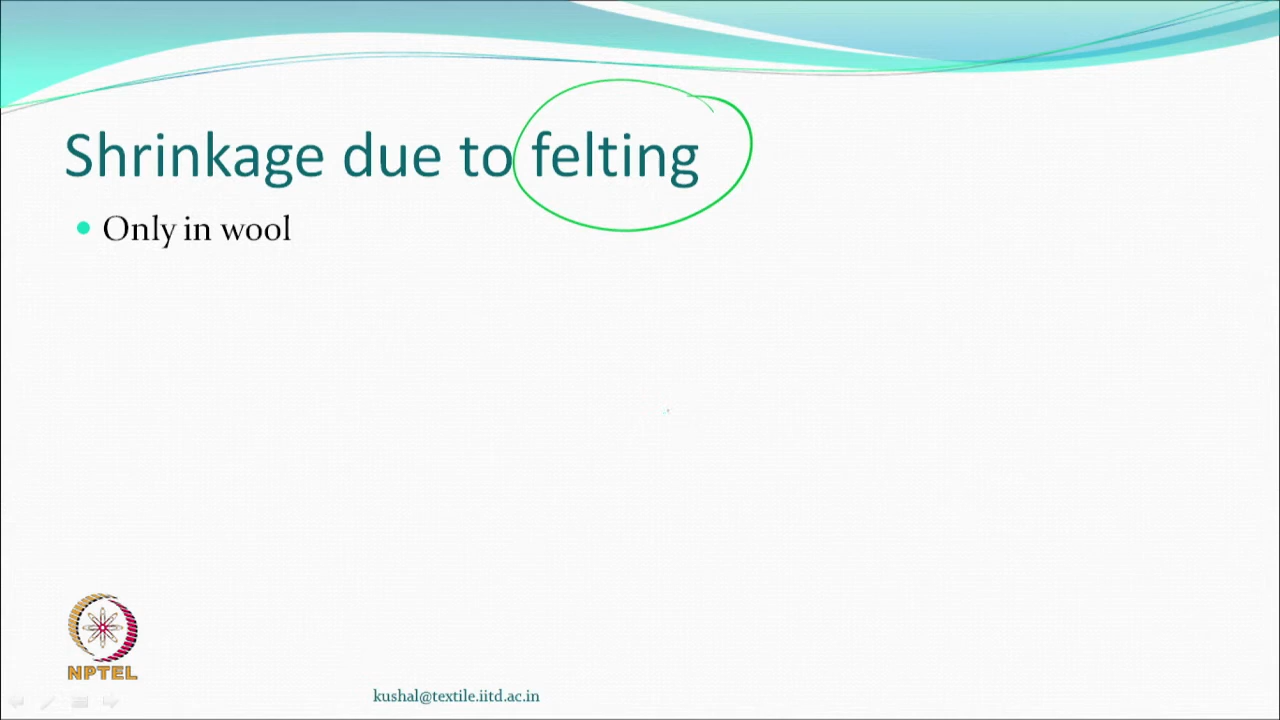 Shrinkage due to felting
Only in wool
NPTEL
kushal@textile.iitd.ac.in